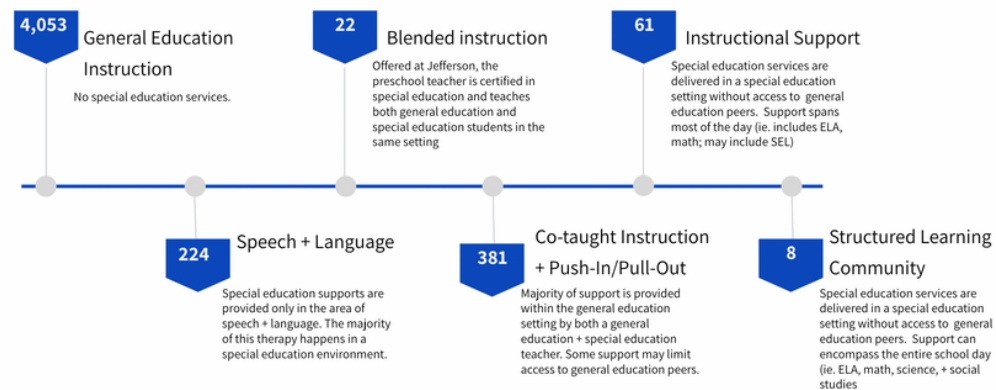 4,053
General Education
Instruction
No special education services.
22
Blended instruction
Offered at Jefferson, the
preschool teacher is certified in
special education and teaches
both general education and
special education students in the
same setting
61
Instructional Support
Special education services are
delivered in a special education
setting without access to general
education peers. Support spans
most of the day (ie. includes ELA,
math; may include SEL)
224
Speech + Language
Special education supports are
provided only in the area of
speech + language. The majority
of this therapy happens in a
special education environment.
381
Co-taught Instruction
+ Push-In/Pull-Out
Majority of support is provided
within the general education
setting by both a general
education + special education
teacher. Some support may limit
access to general education peers.
8
Structured Learning
Community
Special education services are
delivered in a special education
setting without access to general
education peers. Support can
encompass the entire school day
(ie. ELA, math, science, + social
studies